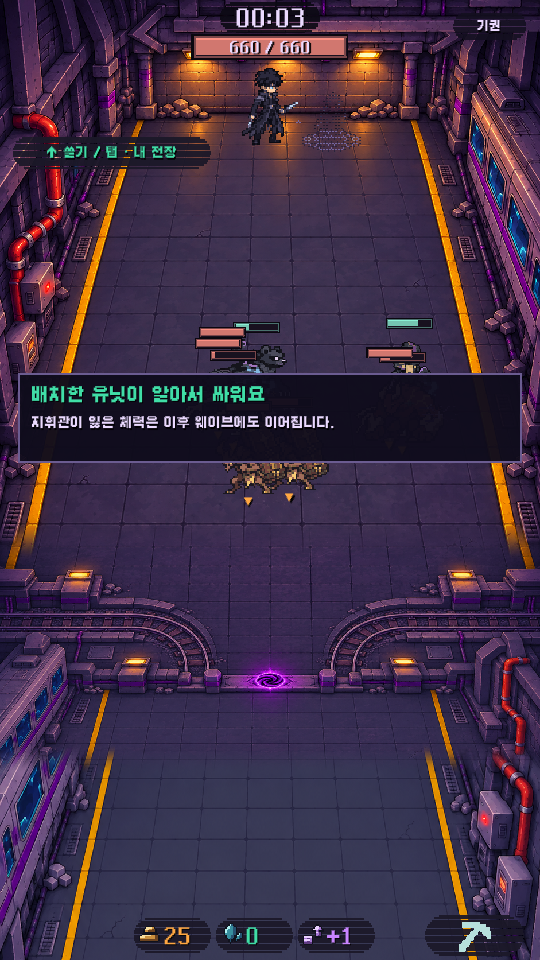 00:03
기권
660 / 660
↑ 쓸기 / 탭 - 내 전장
배치한 유닛이 알아서 싸워요
지휘관이 잃은 체력은 이후 웨이브에도 이어집니다.
25
0
+1